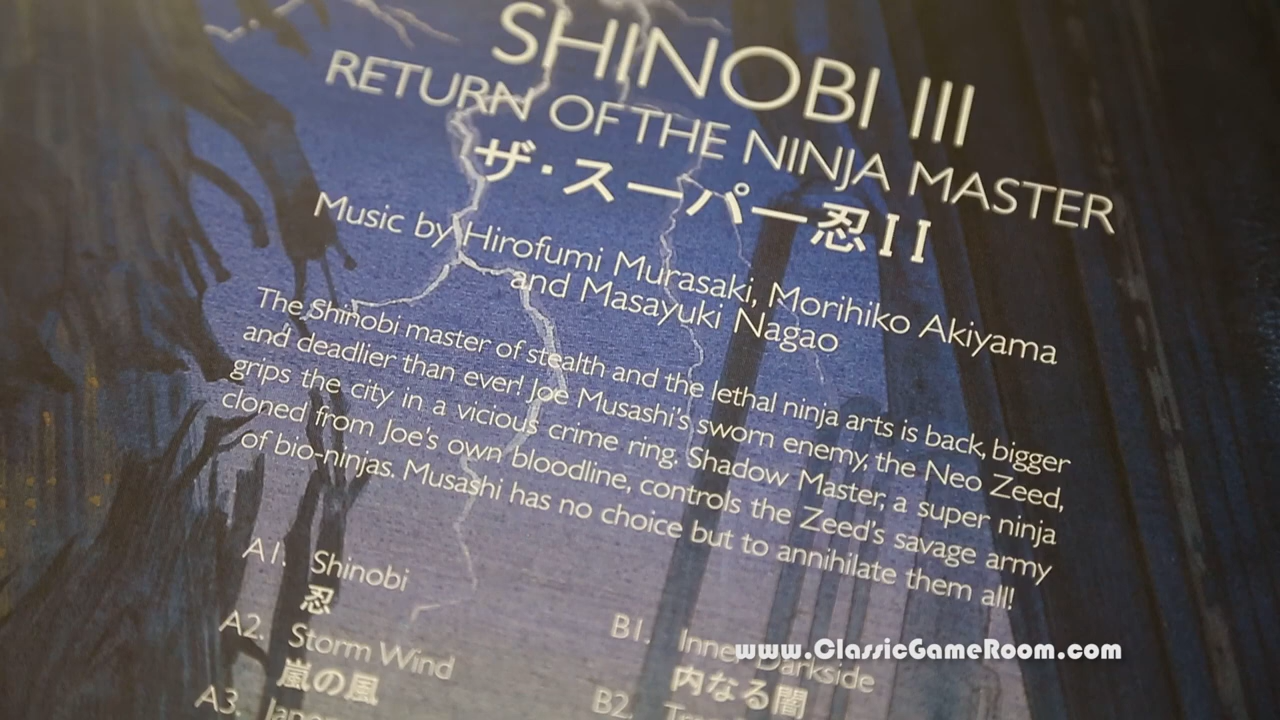 SHINOBI III
RETURN OF THE NINJA MASTER
ザ・スーパー忍II
Music by Hirofumi Murasaki, Morihiko Akiyama
and Masayuki Nagao
The Shinobi master of stealth and the lethal ninja arts is back, bigger
and deadlier than ever! Joe Musashi's sworn enemy, the Neo Zeed,
grips the city in a vicious crime ring. Shadow Master, a super ninja
cloned from Joe's own bloodline, controls the Zeed's savage army
of bio-ninjas. Musashi has no choice but to annihilate them all!
A1. Shinobi
忍
A2. Storm Wind
嵐の風
A3.
B1. Inner Darkside
内なる闇
B2.
www.ClassicGameRoom.com